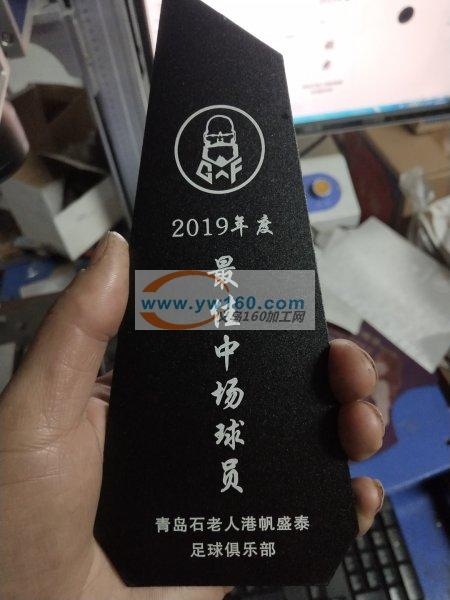 G F
2019年度
最佳中场球员
www.yw160.com
义乌160加工网
青岛石老人港帆盛泰
足球俱乐部